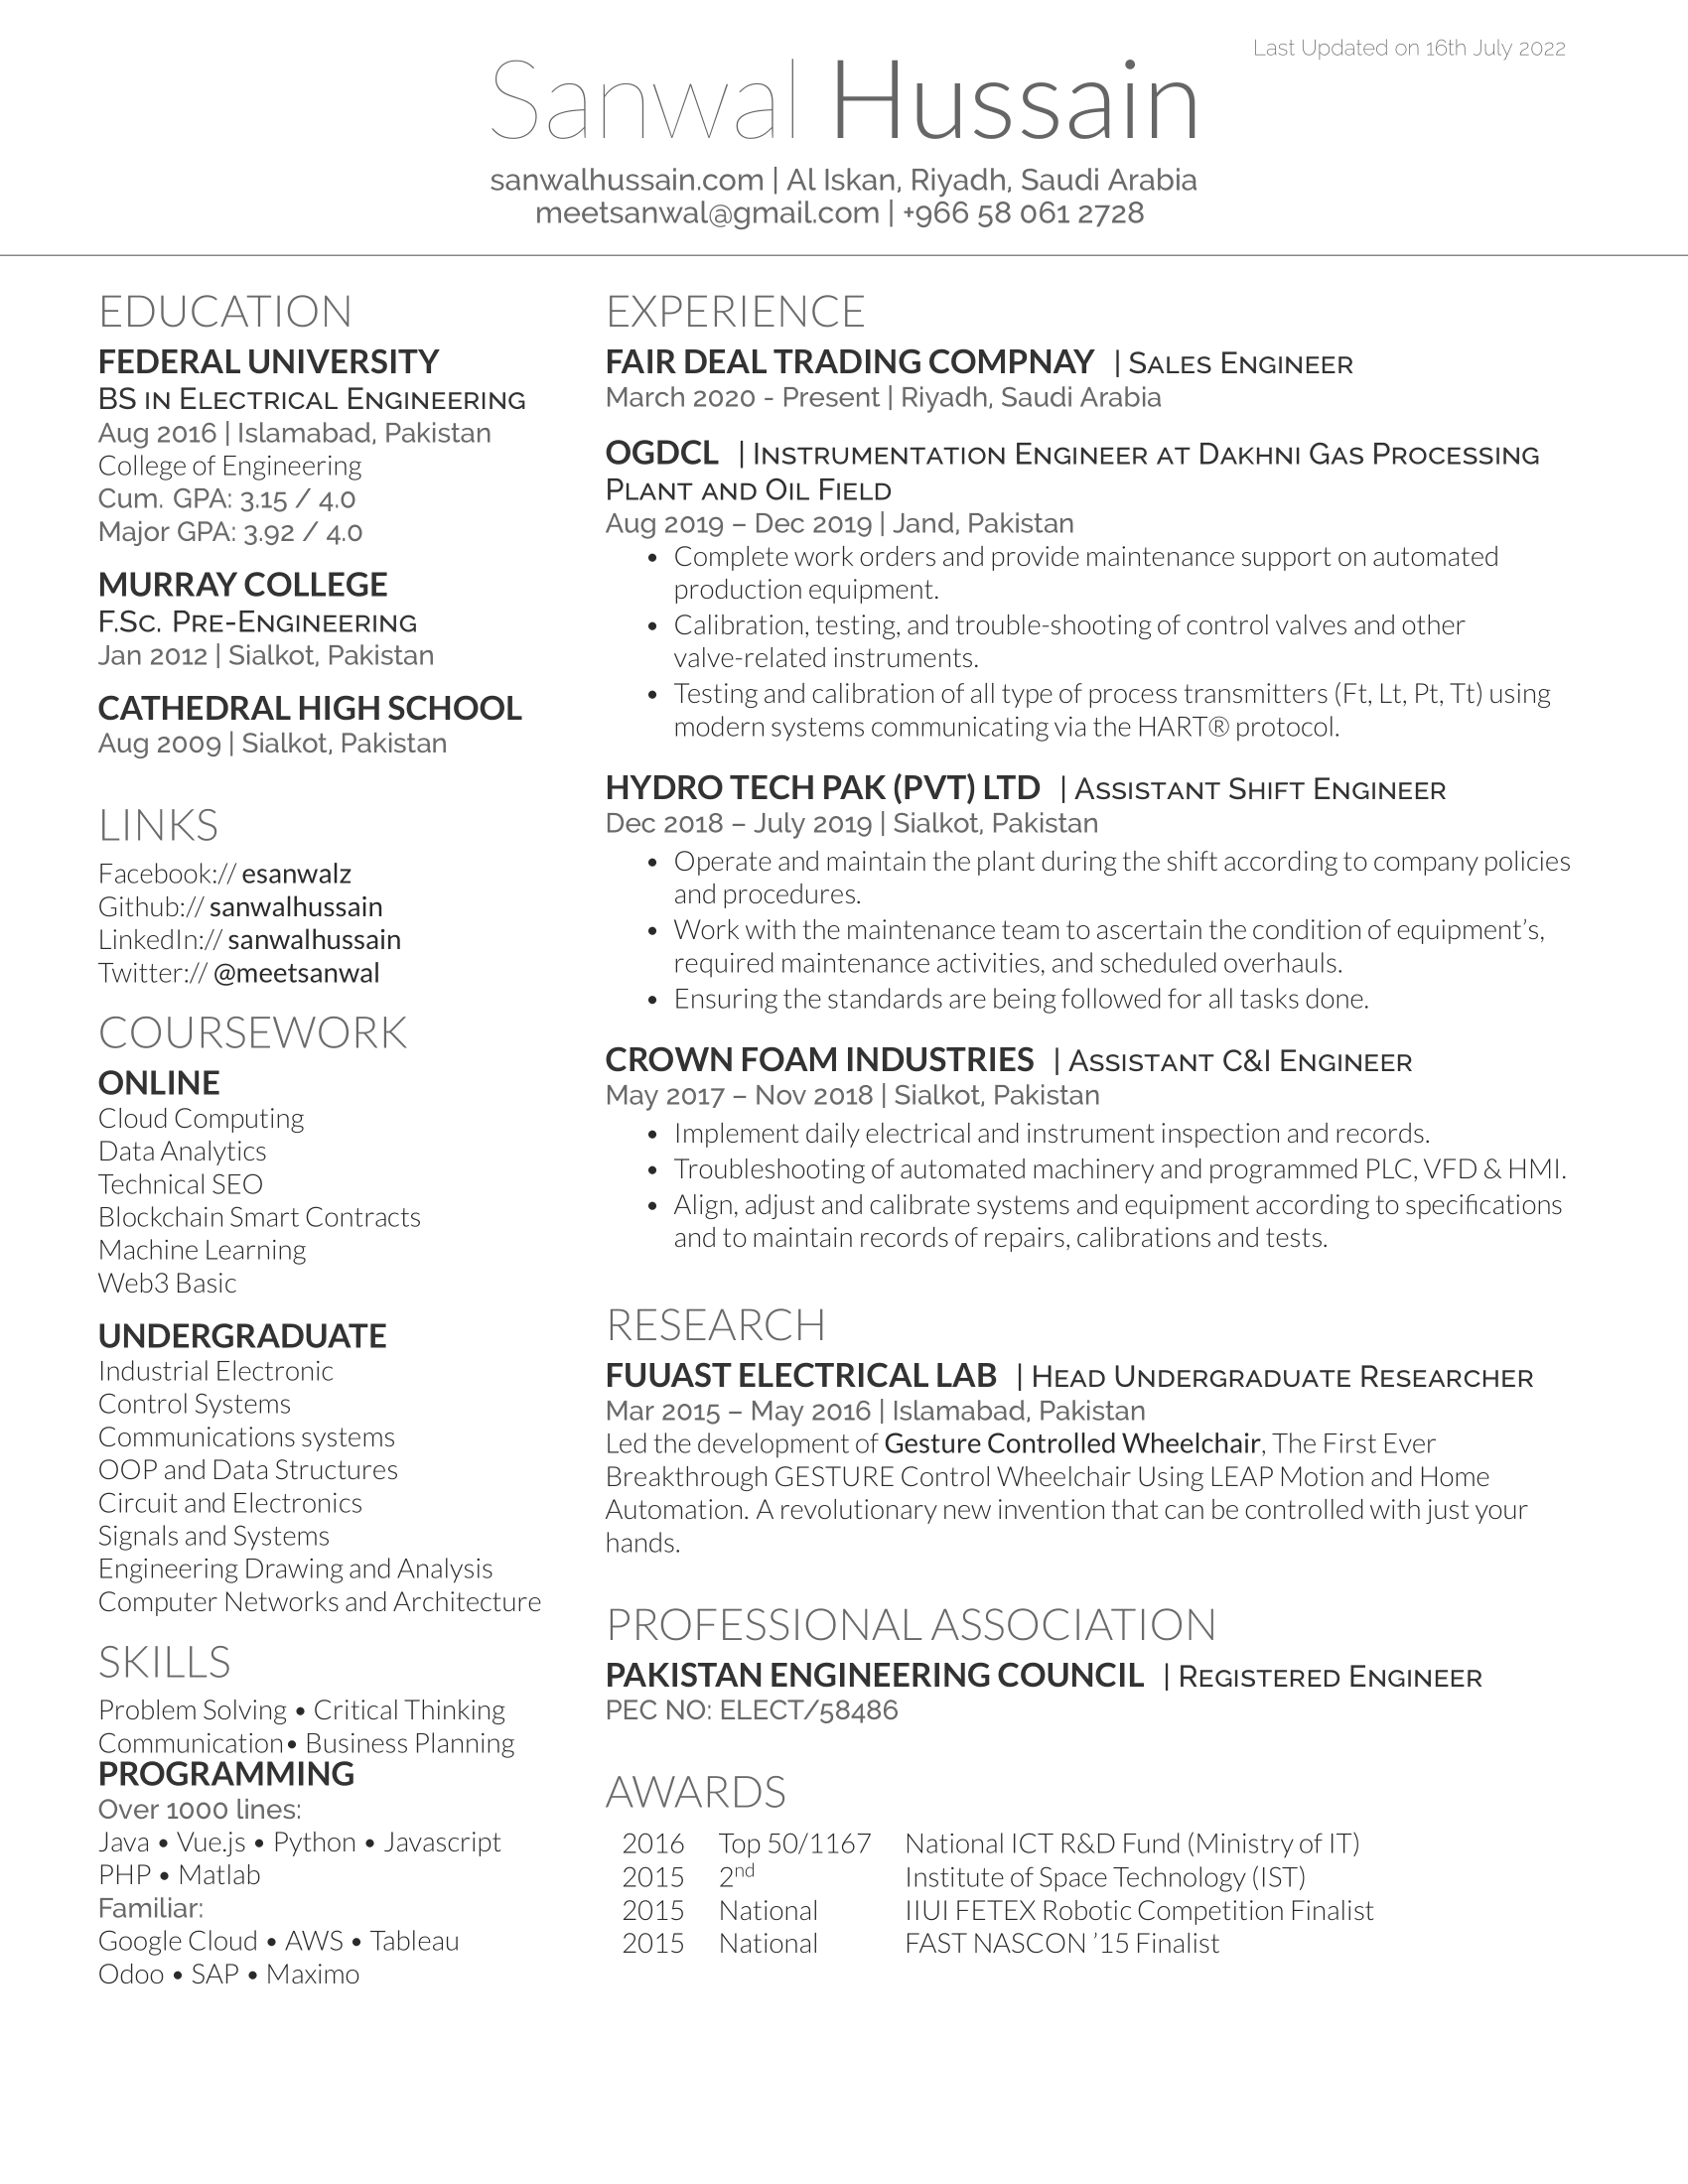 Last Updated on 16th July 2022
Sanwal Hussain
sanwalhussain.com | Al Iskan, Riyadh, Saudi Arabia
meetsanwal@gmail.com | +966 58 061 2728
EDUCATION
FEDERAL UNIVERSITY
BS IN ELECTRICAL ENGINEERING
Aug 2016 | Islamabad, Pakistan
College of Engineering
Cum. GPA: 3.15 / 4.0
Major GPA: 3.92 / 4.0
MURRAY COLLEGE
F.SC. PRE-ENGINEERING
Jan 2012 | Sialkot, Pakistan
CATHEDRAL HIGH SCHOOL
Aug 2009 | Sialkot, Pakistan
LINKS
Facebook:// esanwalz
Github:// sanwalhussain
LinkedIn:// sanwalhussain
Twitter:// @meetsanwal
COURSEWORK
ONLINE
Cloud Computing
Data Analytics
Technical SEO
Blockchain Smart Contracts
Machine Learning
Web3 Basic
UNDERGRADUATE
Industrial Electronic
Control Systems
Communications systems
OOP and Data Structures
Circuit and Electronics
Signals and Systems
Engineering Drawing and Analysis
Computer Networks and Architecture
SKILLS
Problem Solving • Critical Thinking
Communication• Business Planning
PROGRAMMING
Over 1000 lines:
Java • Vue.js • Python • Javascript
PHP • Matlab
Familiar:
Google Cloud • AWS • Tableau
Odoo • SAP • Maximo
EXPERIENCE
FAIR DEAL TRADING COMPNAY | SALES ENGINEER
March 2020 - Present | Riyadh, Saudi Arabia
OGDCL | INSTRUMENTATION ENGINEER AT DAKHNI GAS PROCESSING
PLANT AND OIL FIELD
Aug 2019 – Dec 2019 | Jand, Pakistan
• Complete work orders and provide maintenance support on automated
production equipment.
• Calibration, testing, and trouble-shooting of control valves and other
valve-related instruments.
• Testing and calibration of all type of process transmitters (Ft, Lt, Pt, Tt) using
modern systems communicating via the HART® protocol.
HYDRO TECH PAK (PVT) LTD | ASSISTANT SHIFT ENGINEER
Dec 2018 – July 2019 | Sialkot, Pakistan
• Operate and maintain the plant during the shift according to company policies
and procedures.
• Work with the maintenance team to ascertain the condition of equipment's,
required maintenance activities, and scheduled overhauls.
• Ensuring the standards are being followed for all tasks done.
CROWN FOAM INDUSTRIES | ASSISTANT C&I ENGINEER
May 2017 – Nov 2018 | Sialkot, Pakistan
• Implement daily electrical and instrument inspection and records.
• Troubleshooting of automated machinery and programmed PLC, VFD & HMI.
• Align, adjust and calibrate systems and equipment according to specifications
and to maintain records of repairs, calibrations and tests.
RESEARCH
FUUAST ELECTRICAL LAB | HEAD UNDERGRADUATE RESEARCHER
Mar 2015 – May 2016 | Islamabad, Pakistan
Led the development of Gesture Controlled Wheelchair, The First Ever
Breakthrough GESTURE Control Wheelchair Using LEAP Motion and Home
Automation. A revolutionary new invention that can be controlled with just your
hands.
PROFESSIONAL ASSOCIATION
PAKISTAN ENGINEERING COUNCIL | REGISTERED ENGINEER
PEC NO: ELECT/58486
AWARDS
2016 Top 50/1167 National ICT R&D Fund (Ministry of IT)
2015 2nd Institute of Space Technology (IST)
2015 National IIUI FETEX Robotic Competition Finalist
2015 National FAST NASCON '15 Finalist